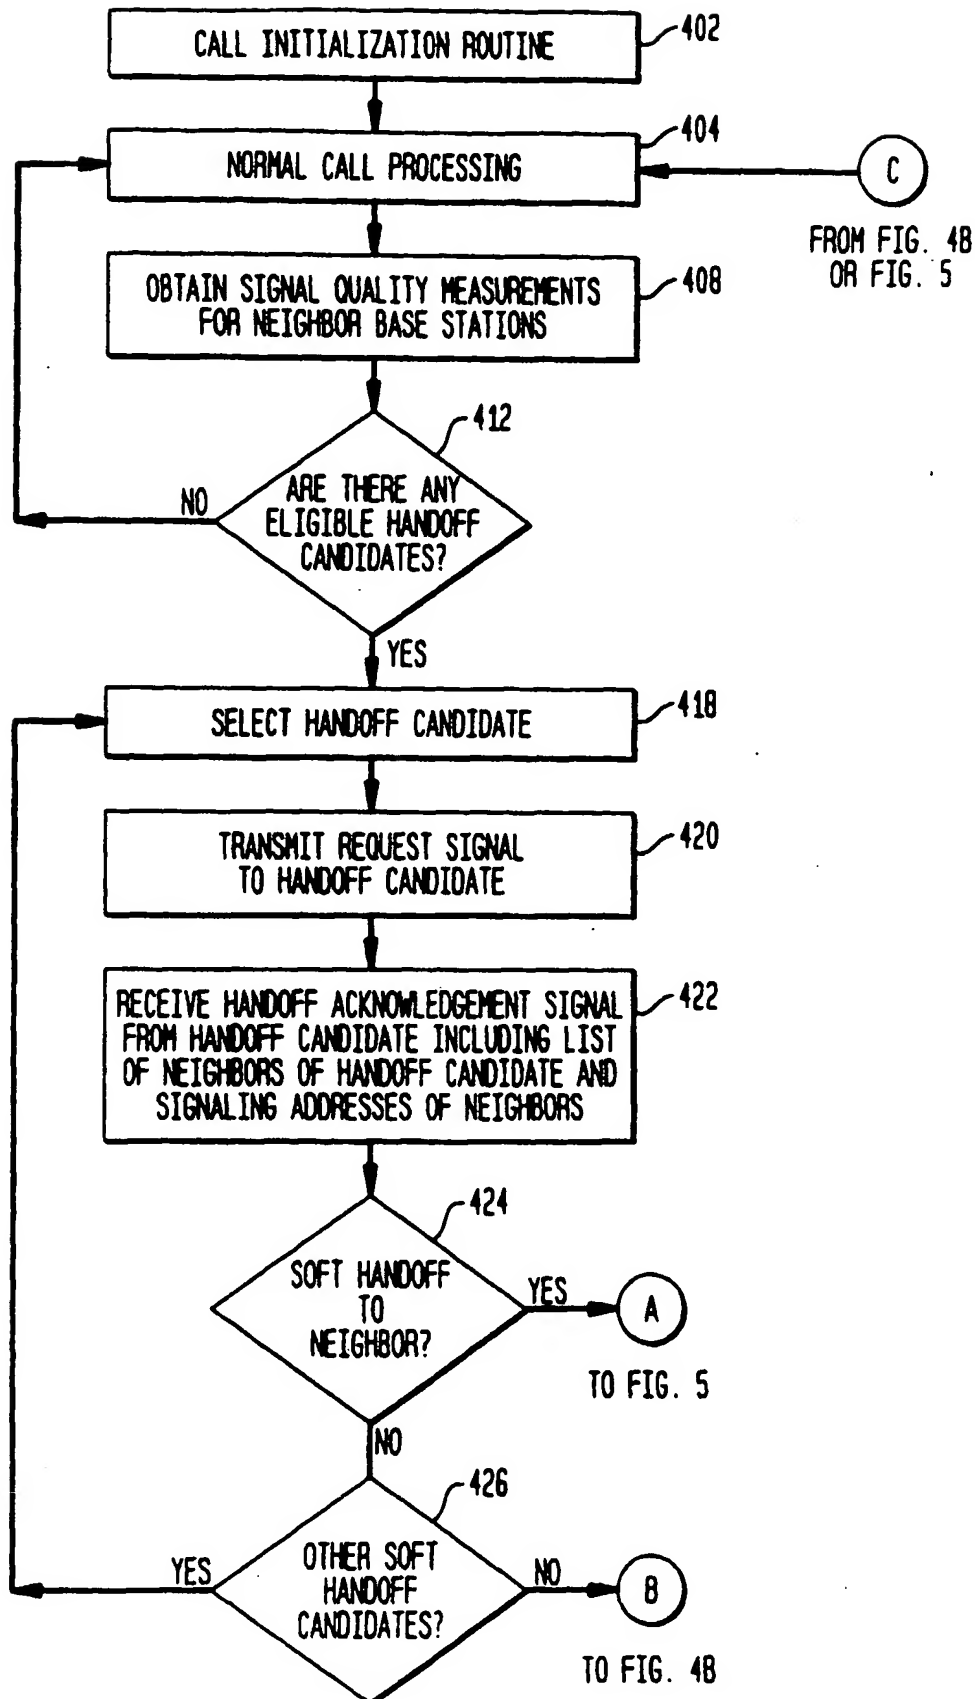 CALL INITIALIZATION ROUTINE
402
NORMAL CALL PROCESSING
404
C
FROM FIG. 4B
OR FIG. 5
OBTAIN SIGNAL QUALITY MEASUREMENTS
FOR NEIGHBOR BASE STATIONS
408
412
ARE THERE ANY
ELIGIBLE HANDOFF
CANDIDATES?
NO
YES
SELECT HANDOFF CANDIDATE
418
TRANSMIT REQUEST SIGNAL
TO HANDOFF CANDIDATE
420
RECEIVE HANDOFF ACKNOWLEDGEMENT SIGNAL
FROM HANDOFF CANDIDATE INCLUDING LIST
OF NEIGHBORS OF HANDOFF CANDIDATE AND
SIGNALING ADDRESSES OF NEIGHBORS
422
424
SOFT HANDOFF
TO
NEIGHBOR?
YES
A
TO FIG. 5
NO
426
OTHER SOFT
HANDOFF
CANDIDATES?
YES
NO
B
TO FIG. 4B